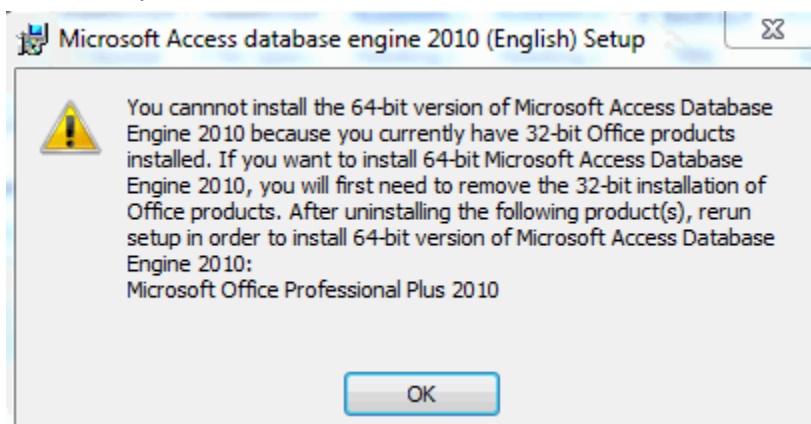 Microsoft Access database engine 2010 (English) Setup
You cannnot install the 64-bit version of Microsoft Access Database
Engine 2010 because you currently have 32-bit Office products
installed. If you want to install 64-bit Microsoft Access Database
Engine 2010, you will first need to remove the 32-bit installation of
Office products. After uninstalling the following product(s), rerun
setup in order to install 64-bit version of Microsoft Access Database
Engine 2010:
Microsoft Office Professional Plus 2010
OK